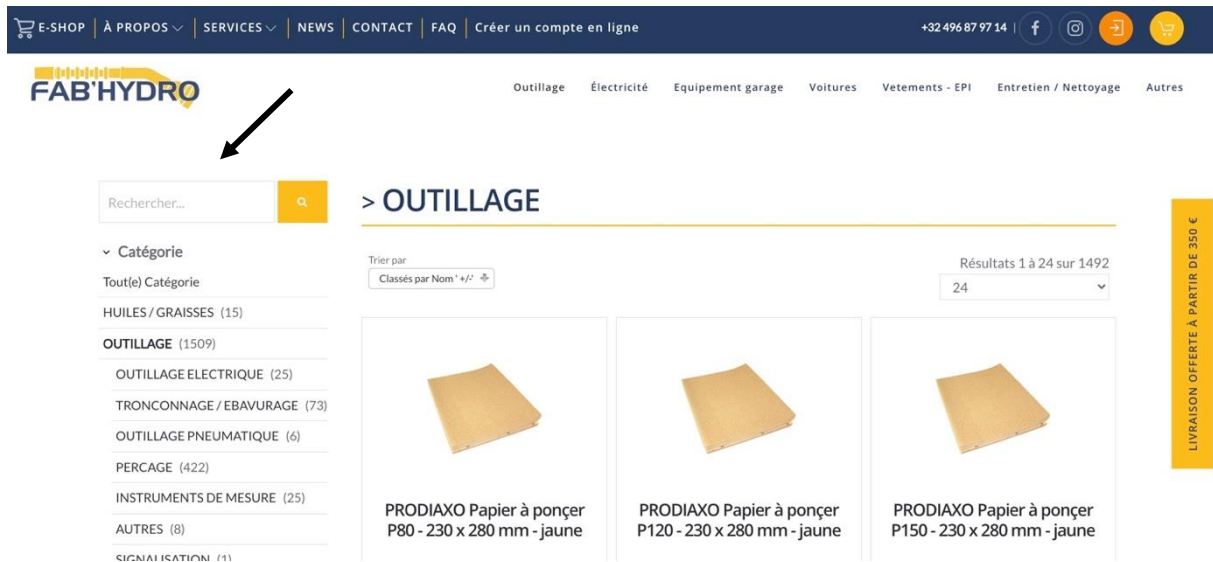 E-SHOP À PROPOS SERVICES NEWS CONTACT FAQ Créer un compte en ligne +32 496 87 97 14
FAB'HYDRO
Outillage Électricité Equipement garage Voitures Vetements - EPI Entretien / Nettoyage Autres
Rechercher...
> OUTILLAGE
Catégorie
Tout(e) Catégorie
HUILES / GRAISSES (15)
OUTILLAGE (1509)
OUTILLAGE ELECTRIQUE (25)
TRONCONNAGE / EBAVURAGE (73)
OUTILLAGE PNEUMATIQUE (6)
PERCAGE (422)
INSTRUMENTS DE MESURE (25)
AUTRES (8)
SIGNALISATION (1)
Trier par
Classés par Nom ' +/-'
Résultats 1 à 24 sur 1492
24
PRODIAXO Papier à ponçer
P80 - 230 x 280 mm - jaune
PRODIAXO Papier à ponçer
P120 - 230 x 280 mm - jaune
PRODIAXO Papier à ponçer
P150 - 230 x 280 mm - jaune
LIVRAISON OFFERTE À PARTIR DE 350 €